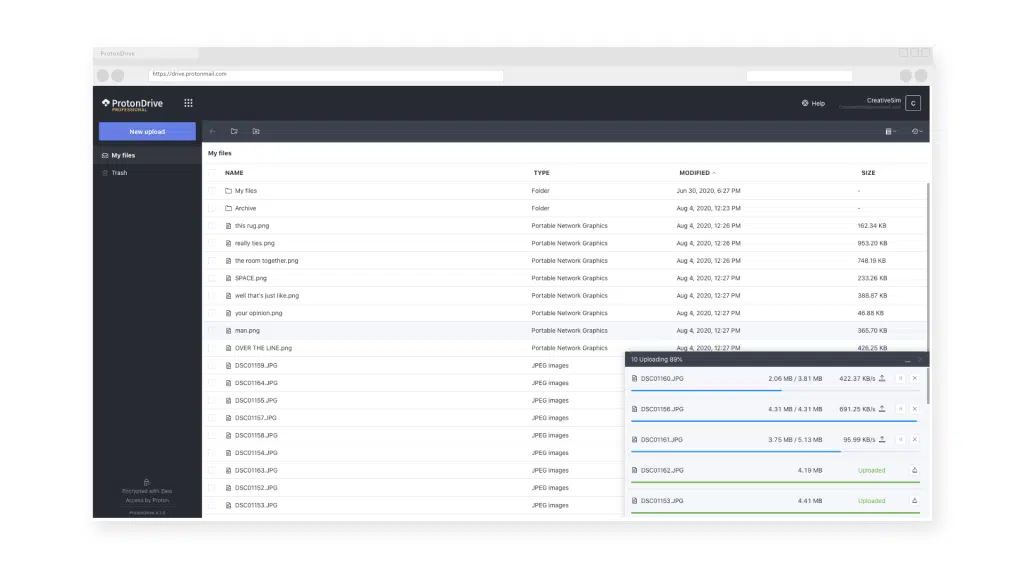 ProtonDrive
https://drive.protonmail.com
ProtonDrive
PROFESSIONAL
Help
CreativeSim
C
New upload
My files
Trash
My files
NAME TYPE MODIFIED SIZE
My files Folder Jun 30, 2020, 6:27 PM -
Archive Folder Aug 4, 2020, 12:23 PM -
this rug.png Portable Network Graphics Aug 4, 2020, 12:26 PM 162.34 KB
really ties.png Portable Network Graphics Aug 4, 2020, 12:26 PM 953.20 KB
the room together.png Portable Network Graphics Aug 4, 2020, 12:26 PM 748.19 KB
SPACE.png Portable Network Graphics Aug 4, 2020, 12:27 PM 233.26 KB
well that's just like.png Portable Network Graphics Aug 4, 2020, 12:27 PM 368.87 KB
your opinion.png Portable Network Graphics Aug 4, 2020, 12:27 PM 46.88 KB
man.png Portable Network Graphics Aug 4, 2020, 12:27 PM 365.70 KB
OVER THE LINE.png Portable Network Graphics Aug 4, 2020, 12:27 PM 426.25 KB
DSC01159.JPG JPEG images
DSC01164.JPG JPEG images
DSC01155.JPG JPEG images
DSC01157.JPG JPEG images
DSC01158.JPG JPEG images
DSC01154.JPG JPEG images
DSC01163.JPG JPEG images
DSC01152.JPG JPEG images
DSC01153.JPG JPEG images
10 Uploading 89%
DSC01160.JPG 2.06 MB / 3.81 MB 422.37 KB/s
DSC01156.JPG 4.31 MB / 4.31 MB 691.25 KB/s
DSC01161.JPG 3.75 MB / 5.13 MB 95.99 KB/s
DSC01162.JPG 4.19 MB Uploaded
DSC01153.JPG 4.41 MB Uploaded
Encrypted with Zero
Access by Proton